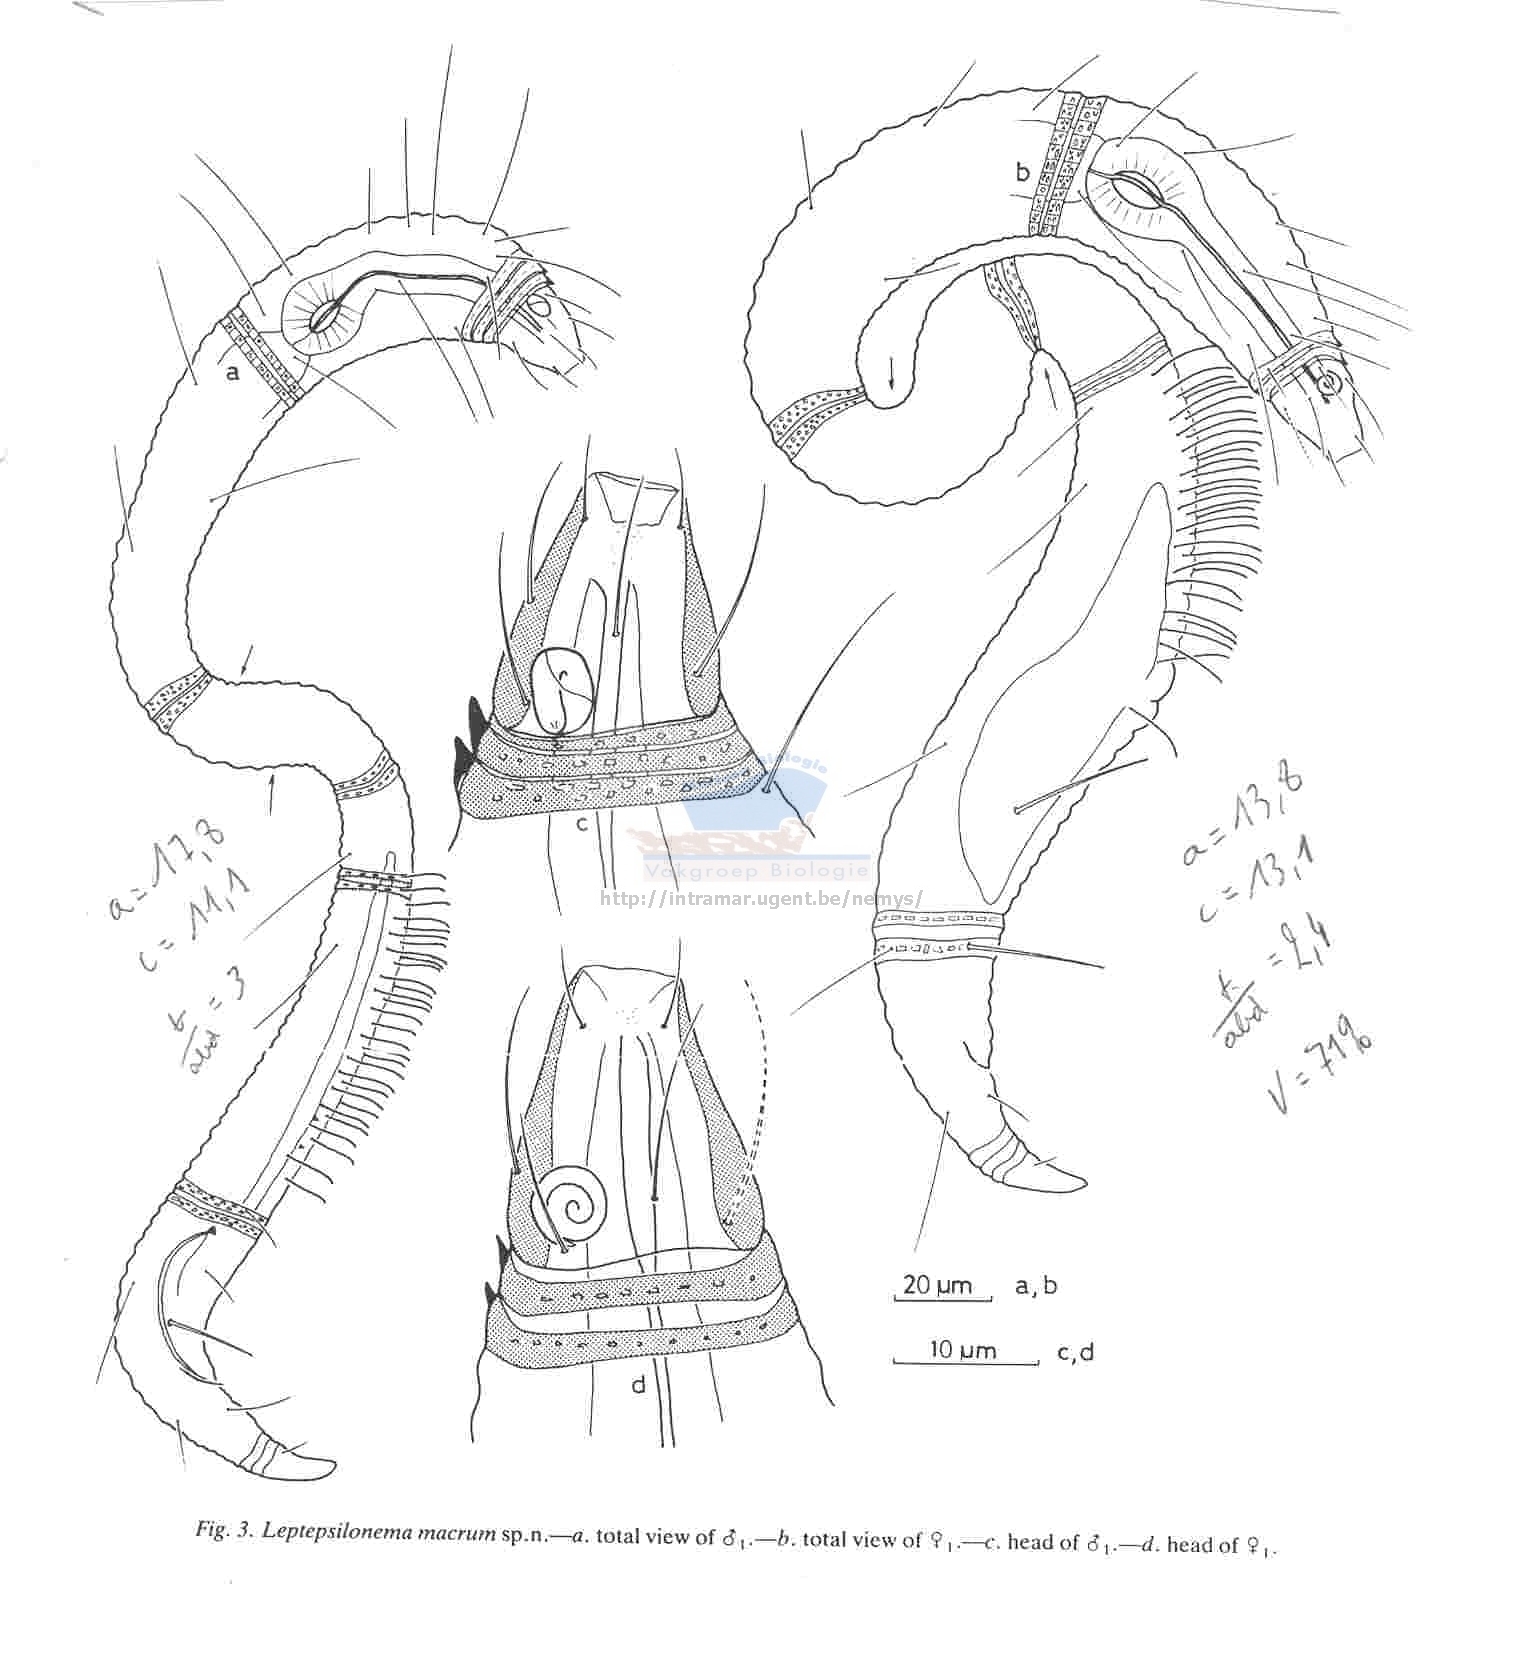 a
b
a = 17,8
c = 11,1
t/abd = 3
c
biologie
Vakgroep Biologie
http://intramar.ugent.be/nemys/
a = 13,8
c = 13,1
t/abd = 2,4
V = 71%
20 µm a,b
10 µm c,d
d
Fig. 3. Leptepsilonema macrum sp.n.—a. total view of ♂₁.—b. total view of ♀₁.—c. head of ♂₁.—d. head of ♀₁.